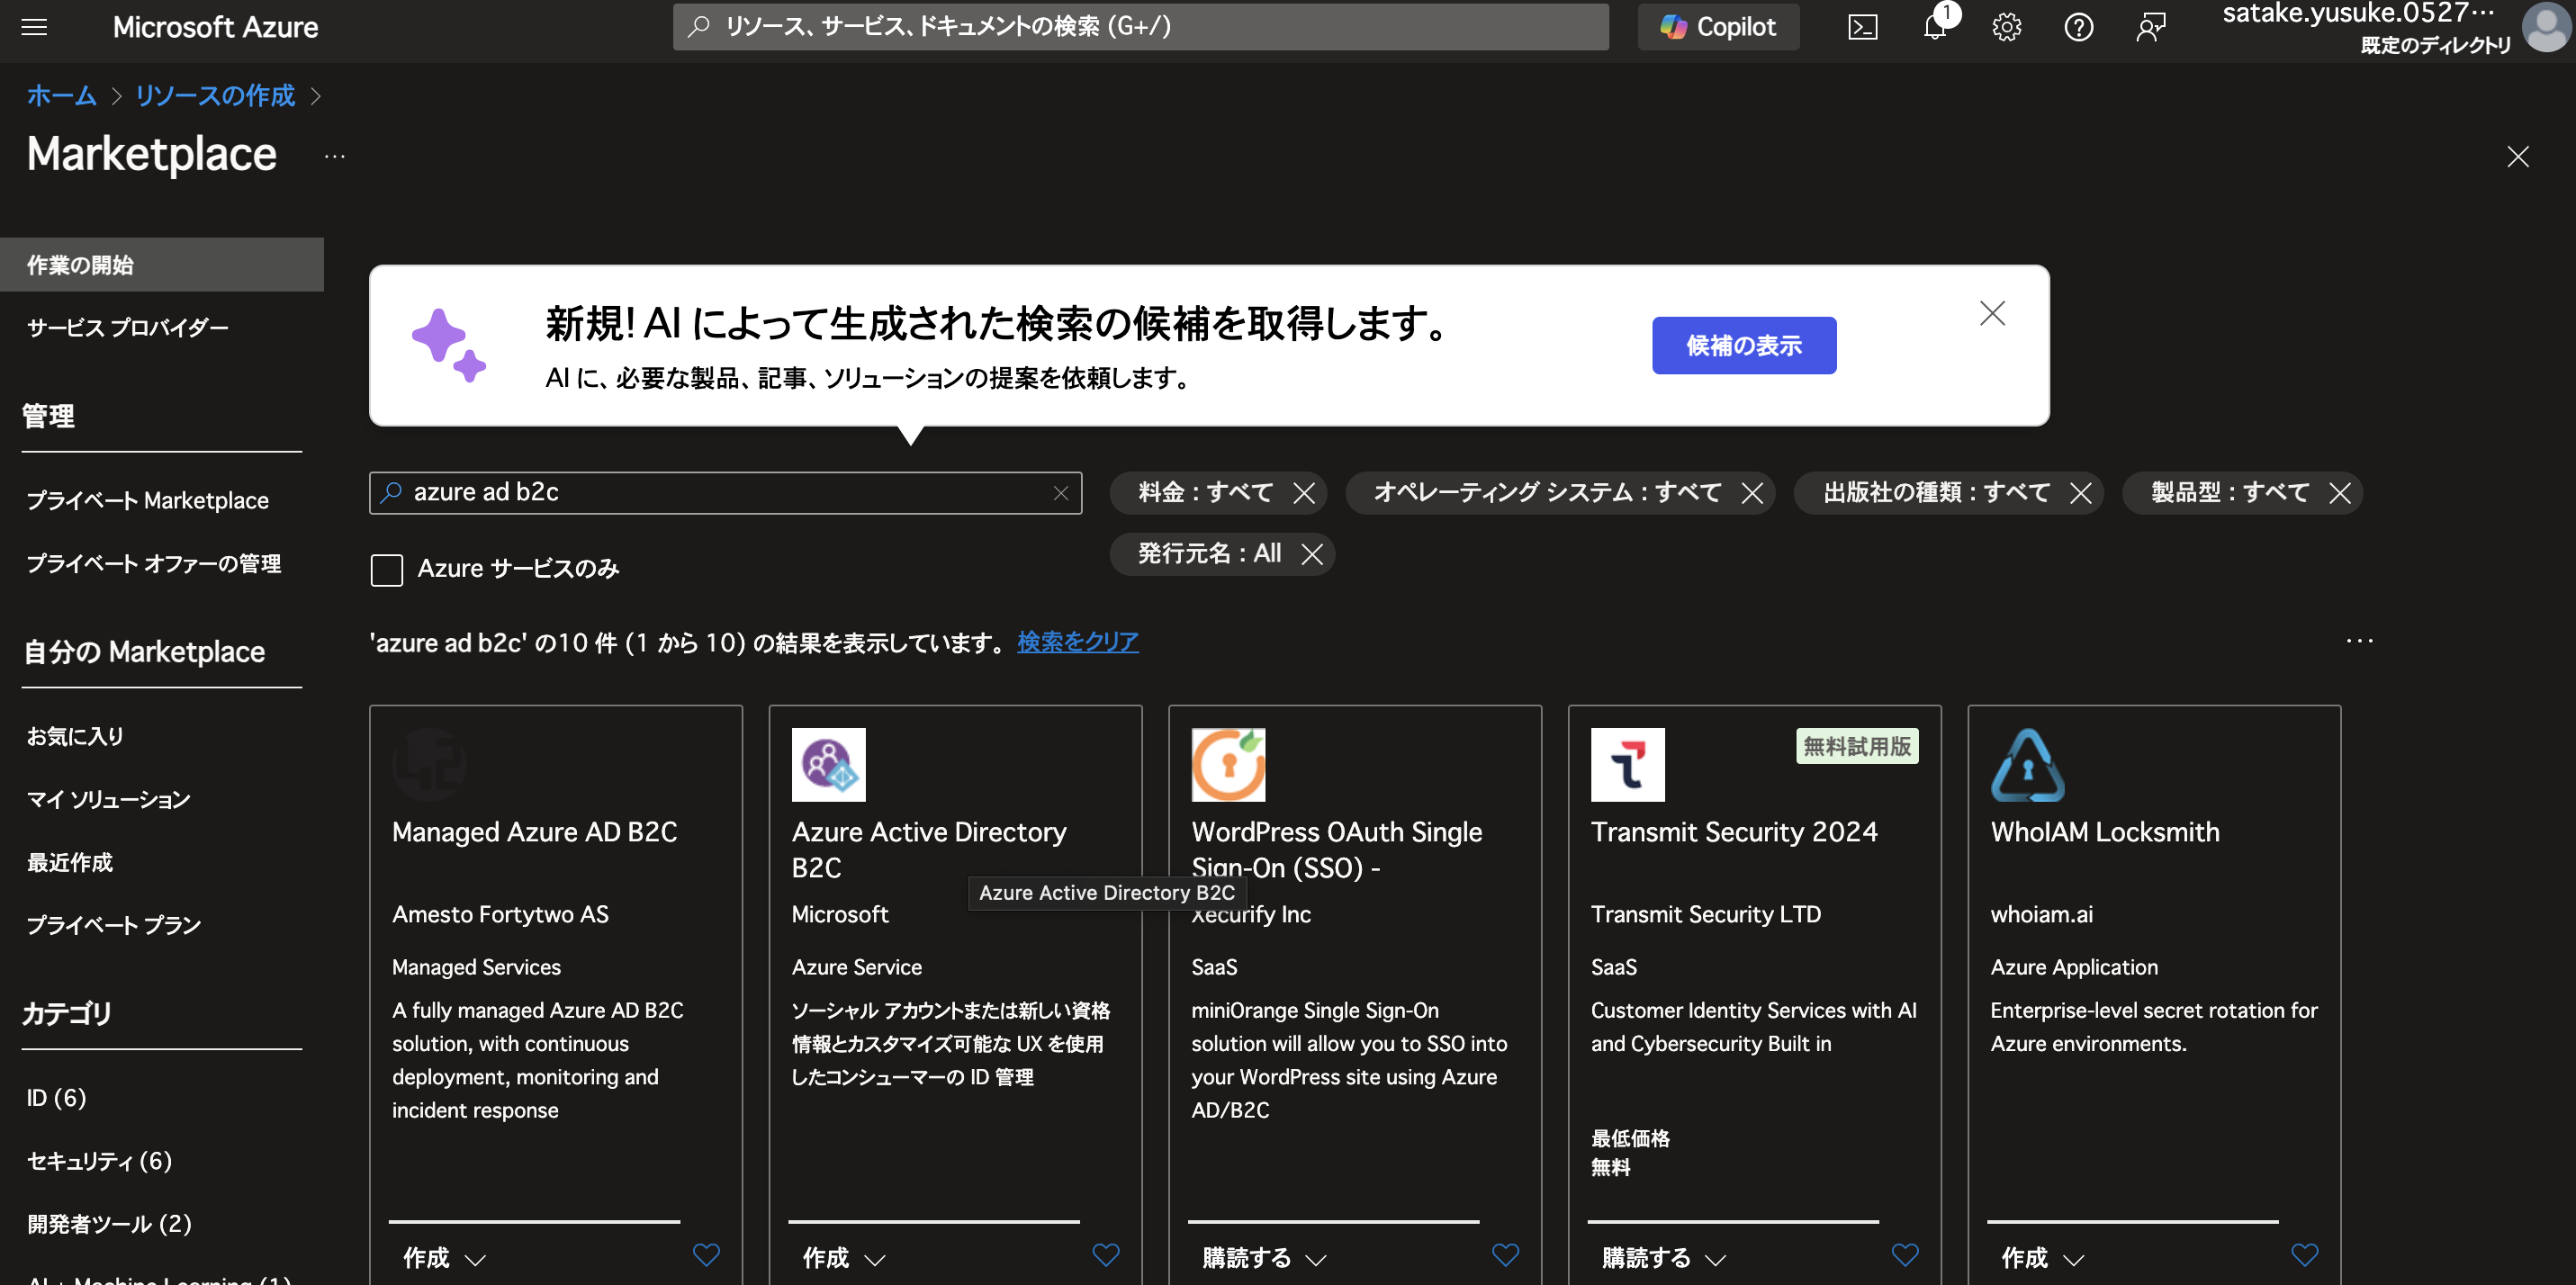 Microsoft Azure
リソース、サービス、ドキュメントの検索 (G+/)
Copilot
1
satake.yusuke.0527…
既定のディレクトリ
ホーム > リソースの作成 >
Marketplace …
作業の開始
サービス プロバイダー
管理
プライベート Marketplace
プライベート オファーの管理
自分の Marketplace
お気に入り
マイ ソリューション
最近作成
プライベート プラン
カテゴリ
ID (6)
セキュリティ (6)
開発者ツール (2)
AI + Machine Learning (1)
新規! AI によって生成された検索の候補を取得します。
AI に、必要な製品、記事、ソリューションの提案を依頼します。
候補の表示
azure ad b2c
料金 : すべて
オペレーティング システム : すべて
出版社の種類 : すべて
製品型 : すべて
発行元名 : All
Azure サービスのみ
'azure ad b2c' の10 件 (1 から 10) の結果を表示しています。 検索をクリア
…
Managed Azure AD B2C
Amesto Fortytwo AS
Managed Services
A fully managed Azure AD B2C
solution, with continuous
deployment, monitoring and
incident response
作成
Azure Active Directory
B2C
Azure Active Directory B2C
Microsoft
Azure Service
ソーシャル アカウントまたは新しい資格
情報とカスタマイズ可能な UX を使用
したコンシューマーの ID 管理
作成
WordPress OAuth Single
Sign-On (SSO) -
Xecurify Inc
SaaS
miniOrange Single Sign-On
solution will allow you to SSO into
your WordPress site using Azure
AD/B2C
購読する
無料試用版
Transmit Security 2024
Transmit Security LTD
SaaS
Customer Identity Services with AI
and Cybersecurity Built in
最低価格
無料
購読する
WhoIAM Locksmith
whoiam.ai
Azure Application
Enterprise-level secret rotation for
Azure environments.
作成